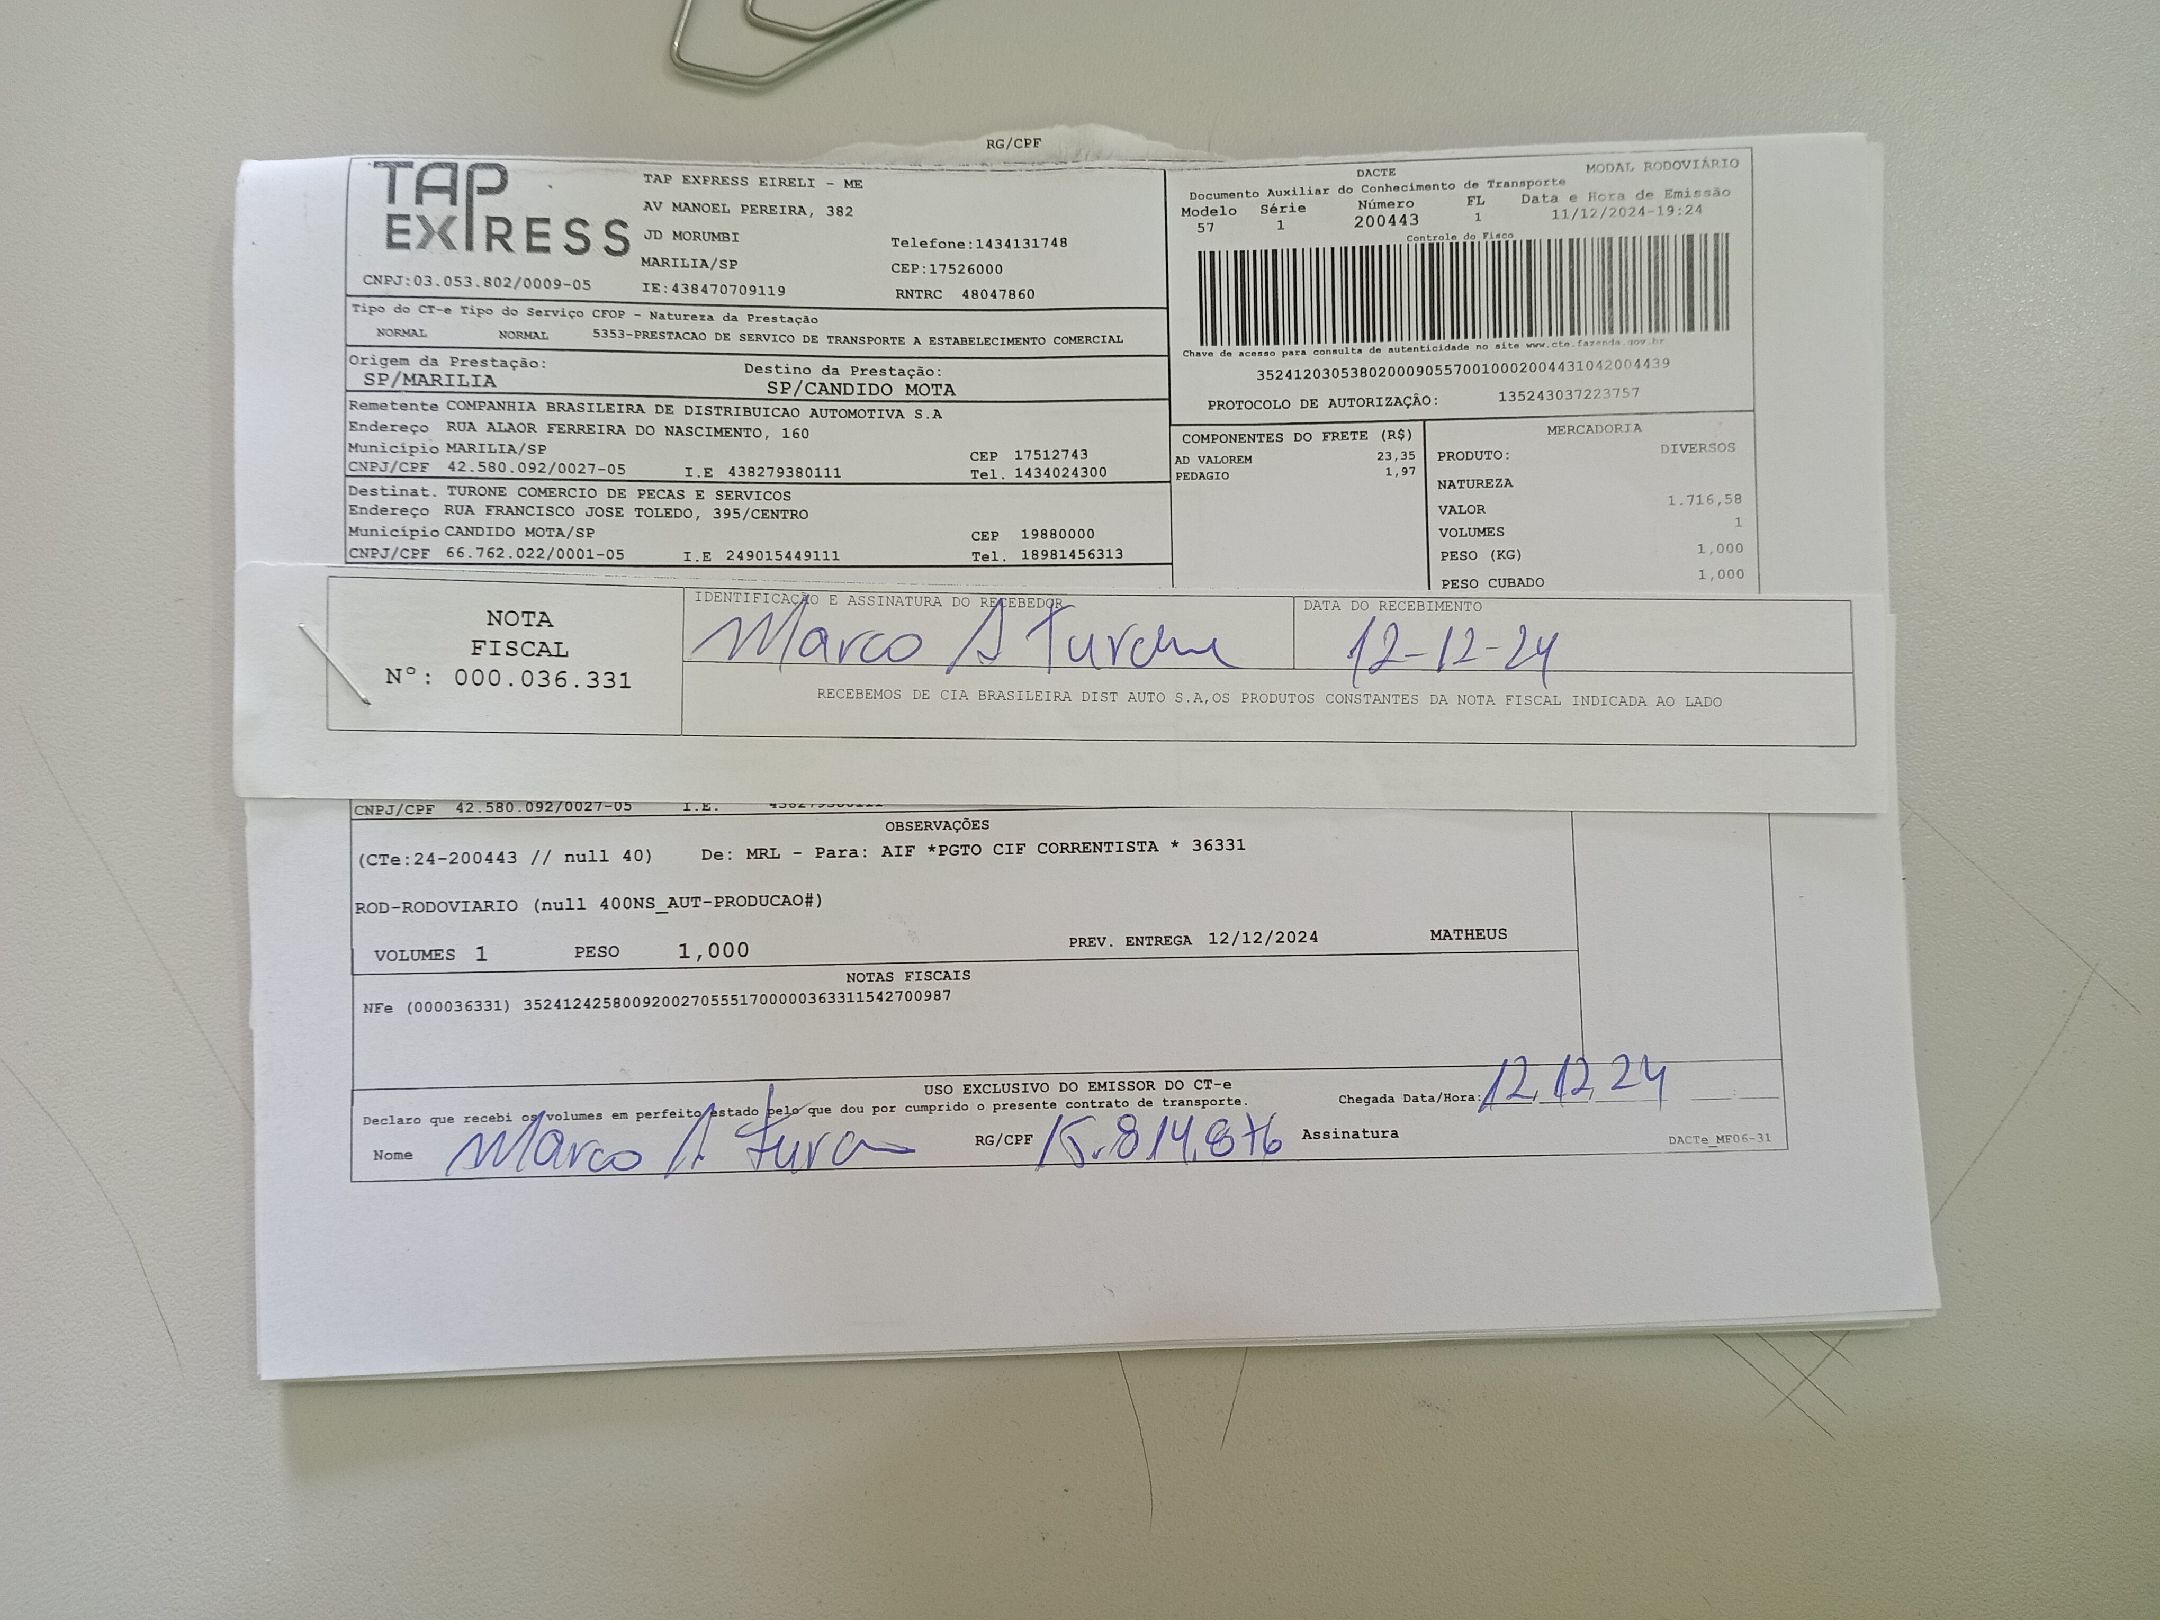 RG/CPF
TAP EXPRESS
TAP EXPRESS EIRELI - ME
AV MANOEL PEREIRA, 382
JD MORUMBI
Telefone:1434131748
MARILIA/SP
CEP:17526000
CNPJ:03.053.802/0009-05
IE:438470709119
RNTRC 48047860
DACTE
MODAL RODOVIÁRIO
Documento Auxiliar do Conhecimento de Transporte
Modelo Série Número FL Data e Hora de Emissão
57 1 200443 1 11/12/2024-19:24
Controle do Fisco
Chave de acesso para consulta de autenticidade no site www.cte.fazenda.gov.br
35241203053802000905570010002004431042004439
PROTOCOLO DE AUTORIZAÇÃO: 135243037223757
Tipo do CT-e Tipo do Serviço CFOP - Natureza da Prestação
NORMAL NORMAL 5353-PRESTACAO DE SERVICO DE TRANSPORTE A ESTABELECIMENTO COMERCIAL
Origem da Prestação: Destino da Prestação:
SP/MARILIA SP/CANDIDO MOTA
Remetente COMPANHIA BRASILEIRA DE DISTRIBUICAO AUTOMOTIVA S.A
Endereço RUA ALAOR FERREIRA DO NASCIMENTO, 160
Município MARILIA/SP CEP 17512743
CNPJ/CPF 42.580.092/0027-05 I.E 438279380111 Tel. 1434024300
Destinat. TURONE COMERCIO DE PECAS E SERVICOS
Endereço RUA FRANCISCO JOSE TOLEDO, 395/CENTRO
Município CANDIDO MOTA/SP CEP 19880000
CNPJ/CPF 66.762.022/0001-05 I.E 249015449111 Tel. 18981456313
COMPONENTES DO FRETE (R$)
AD VALOREM 23,35
PEDAGIO 1,97
MERCADORIA
PRODUTO: DIVERSOS
NATUREZA
VALOR 1.716,58
VOLUMES 1
PESO (KG) 1,000
PESO CUBADO 1,000
NOTA
FISCAL
Nº: 000.036.331
IDENTIFICAÇÃO E ASSINATURA DO RECEBEDOR
Marco A Turone
DATA DO RECEBIMENTO
12-12-24
RECEBEMOS DE CIA BRASILEIRA DIST AUTO S.A,OS PRODUTOS CONSTANTES DA NOTA FISCAL INDICADA AO LADO
CNPJ/CPF 42.580.092/0027-05 I.E.
OBSERVAÇÕES
(CTe:24-200443 // null 40) De: MRL - Para: AIF *PGTO CIF CORRENTISTA * 36331
ROD-RODOVIARIO (null 400NS_AUT-PRODUCAO#)
VOLUMES 1 PESO 1,000 PREV. ENTREGA 12/12/2024 MATHEUS
NOTAS FISCAIS
NFe (000036331) 35241242580092002705551700000363311542700987
USO EXCLUSIVO DO EMISSOR DO CT-e
Declaro que recebi os volumes em perfeito estado pelo que dou por cumprido o presente contrato de transporte.
Chegada Data/Hora: 12.12.24
Nome Marco A RG/CPF 15.814.876 Assinatura
DACTe_MF06-31